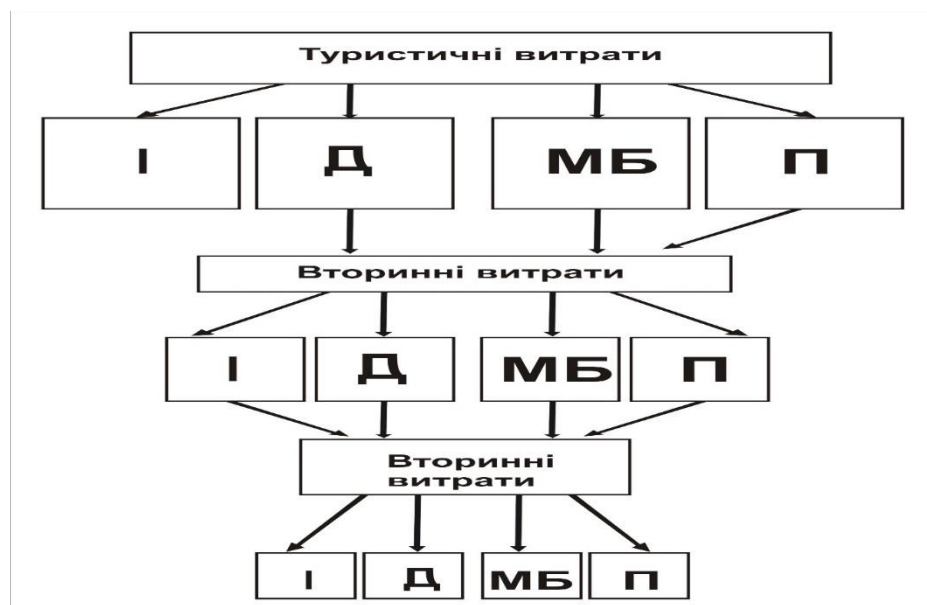 Туристичні витрати
І
Д
МБ
П
Вторинні витрати
І
Д
МБ
П
Вторинні
витрати
І
Д
МБ
П